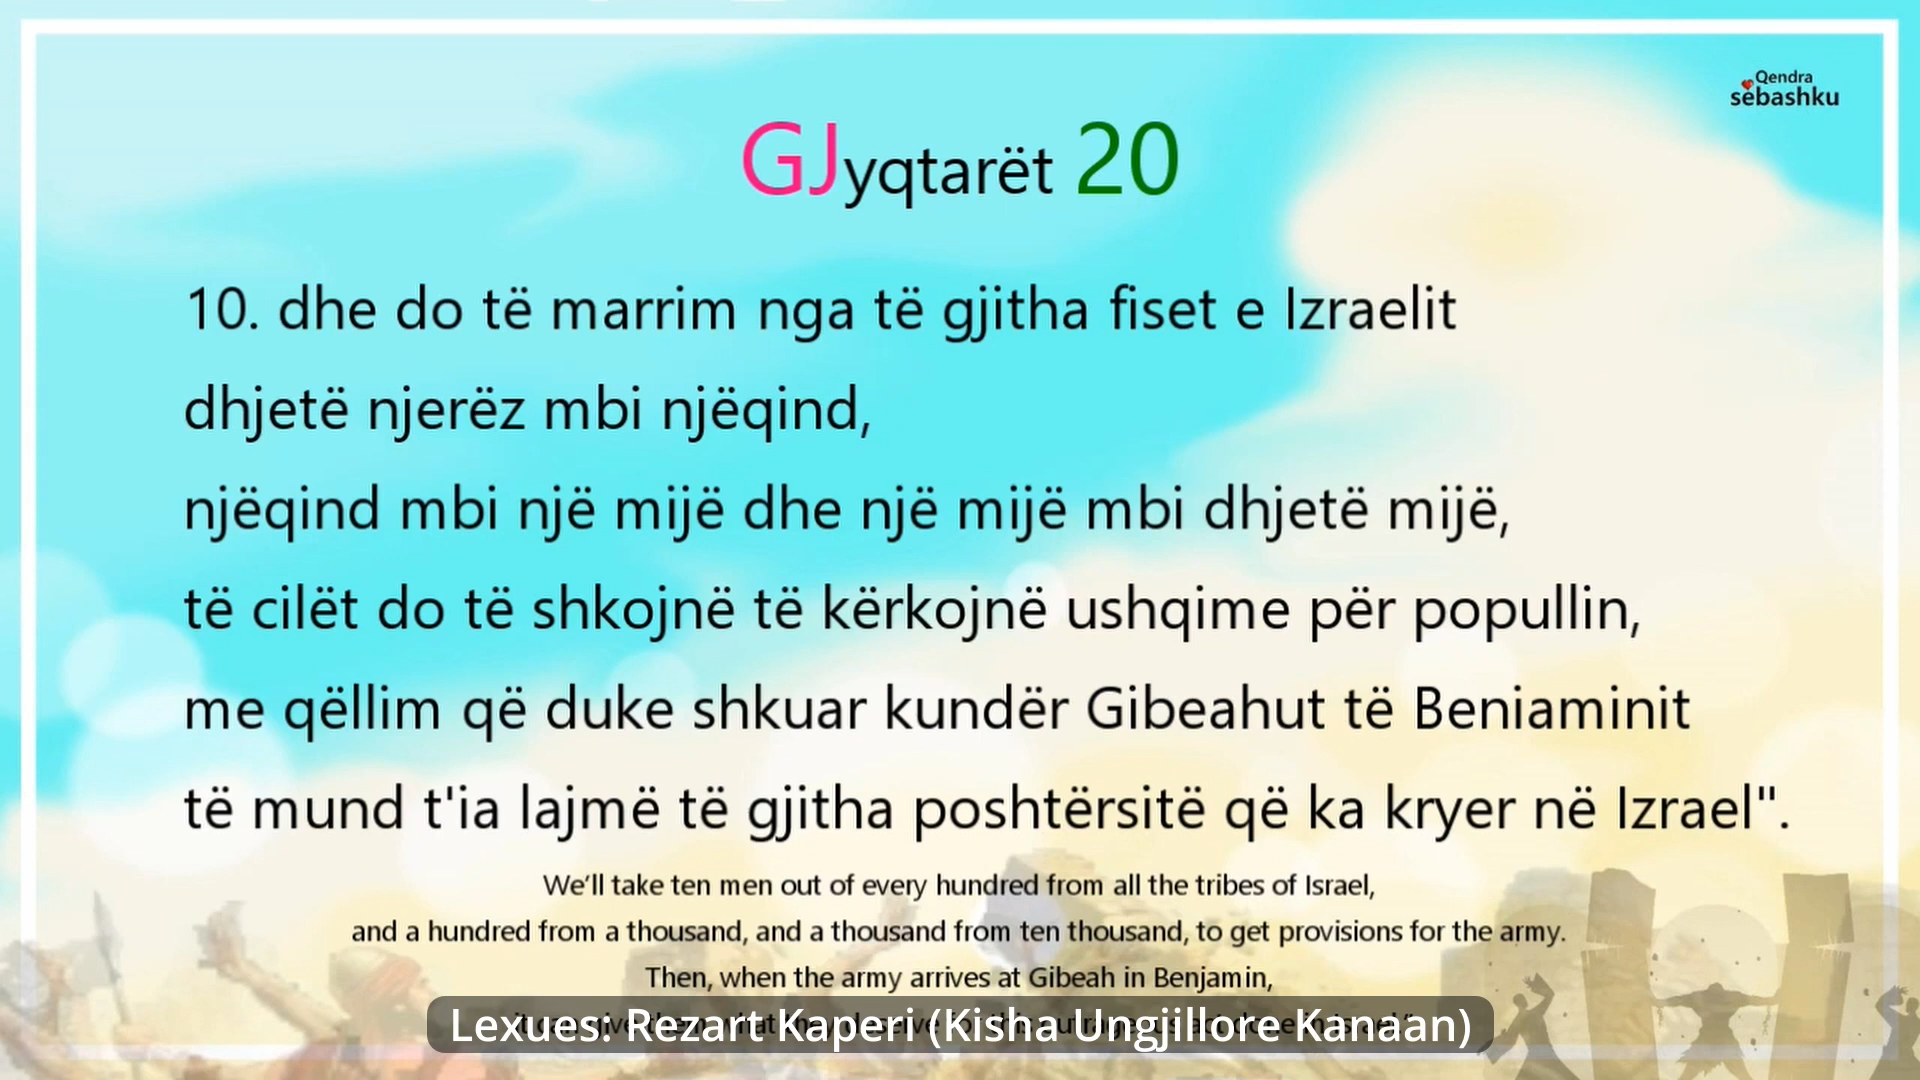 Qendra
sëbashku
GJyqtarët 20
10. dhe do të marrim nga të gjitha fiset e Izraelit
dhjetë njerëz mbi njëqind,
njëqind mbi një mijë dhe një mijë mbi dhjetë mijë,
të cilët do të shkojnë të kërkojnë ushqime për popullin,
me qëllim që duke shkuar kundër Gibeahut të Beniaminit
të mund t'ia lajmë të gjitha poshtërsitë që ka kryer në Izrael".
We’ll take ten men out of every hundred from all the tribes of Israel,
and a hundred from a thousand, and a thousand from ten thousand, to get provisions for the army.
Then, when the army arrives at Gibeah in Benjamin,
Lexues: Rezart Kaperi (Kisha Ungjillore Kanaan)